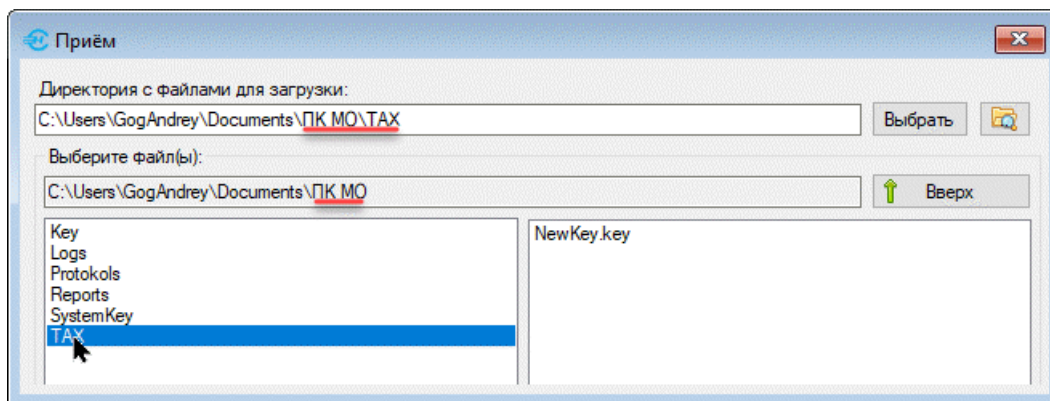 Приём
Директория с файлами для загрузки:
C:\Users\GogAndrey\Documents\ПК МО\TAX
Выбрать
Выберите файл(ы):
C:\Users\GogAndrey\Documents\ПК МО
Вверх
Key
Logs
Protokols
Reports
SystemKey
TAX
NewKey.key